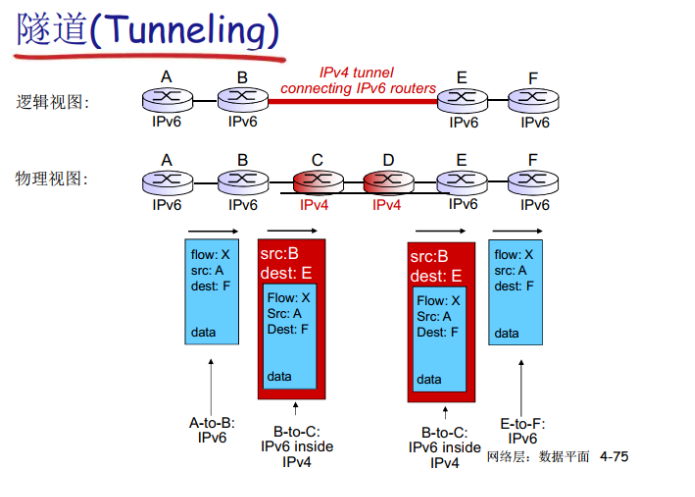 隧道(Tunneling)
IPv4 tunnel
connecting IPv6 routers
逻辑视图:
A B E F
IPv6 IPv6 IPv6 IPv6
物理视图:
A B C D E F
IPv6 IPv6 IPv4 IPv4 IPv6 IPv6
flow: X
src: A
dest: F
data
src:B
dest: E
Flow: X
Src: A
Dest: F
data
src:B
dest: E
Flow: X
Src: A
Dest: F
data
flow: X
src: A
dest: F
data
A-to-B:
IPv6
B-to-C:
IPv6 inside
IPv4
B-to-C:
IPv6 inside
IPv4
E-to-F:
IPv6
网络层：数据平面 4-75